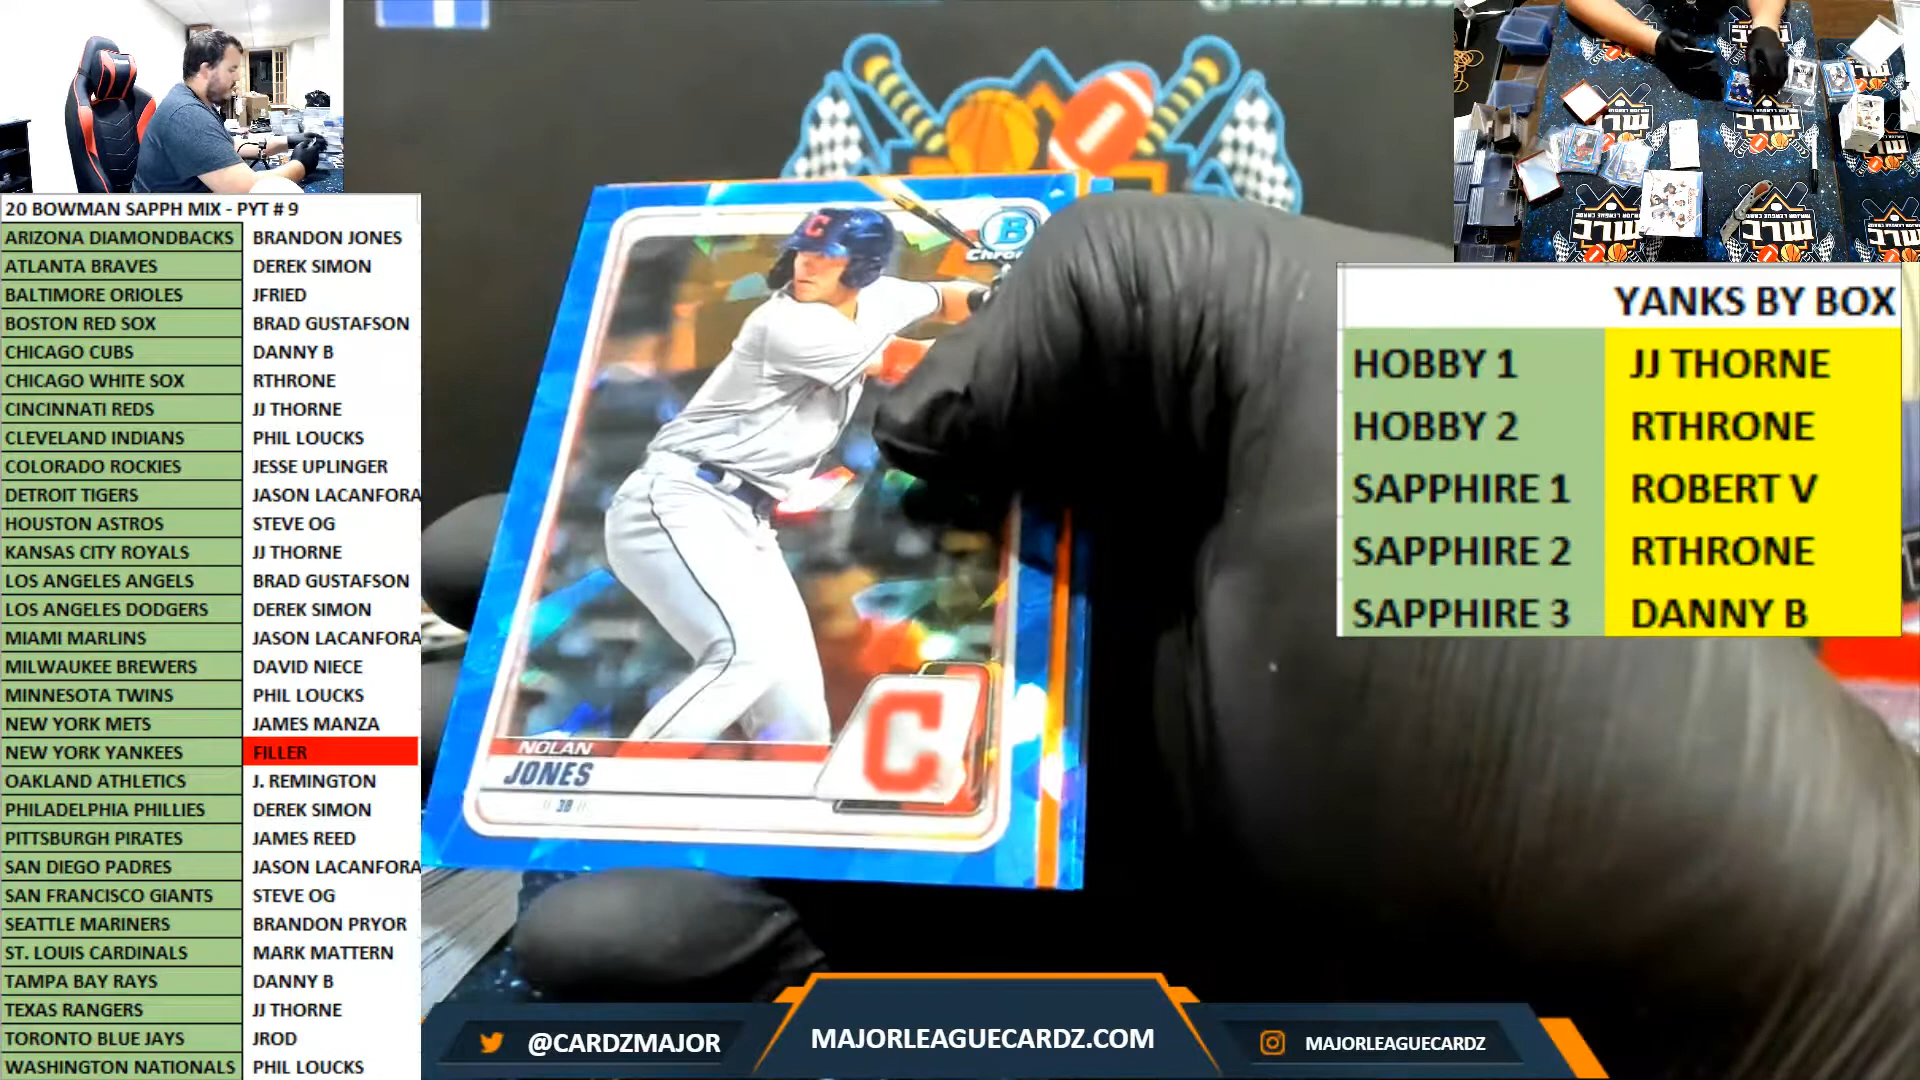 20 BOWMAN SAPPH MIX - PYT # 9
ARIZONA DIAMONDBACKS BRANDON JONES
ATLANTA BRAVES DEREK SIMON
BALTIMORE ORIOLES JFRIED
BOSTON RED SOX BRAD GUSTAFSON
CHICAGO CUBS DANNY B
CHICAGO WHITE SOX RTHRONE
CINCINNATI REDS JJ THORNE
CLEVELAND INDIANS PHIL LOUCKS
COLORADO ROCKIES JESSE UPLINGER
DETROIT TIGERS JASON LACANFORA
HOUSTON ASTROS STEVE OG
KANSAS CITY ROYALS JJ THORNE
LOS ANGELES ANGELS BRAD GUSTAFSON
LOS ANGELES DODGERS DEREK SIMON
MIAMI MARLINS JASON LACANFORA
MILWAUKEE BREWERS DAVID NIECE
MINNESOTA TWINS PHIL LOUCKS
NEW YORK METS JAMES MANZA
NEW YORK YANKEES FILLER
OAKLAND ATHLETICS J. REMINGTON
PHILADELPHIA PHILLIES DEREK SIMON
PITTSBURGH PIRATES JAMES REED
SAN DIEGO PADRES JASON LACANFORA
SAN FRANCISCO GIANTS STEVE OG
SEATTLE MARINERS BRANDON PRYOR
ST. LOUIS CARDINALS MARK MATTERN
TAMPA BAY RAYS DANNY B
TEXAS RANGERS JJ THORNE
TORONTO BLUE JAYS JROD
WASHINGTON NATIONALS PHIL LOUCKS
C
B
NOLAN
JONES
3B
C
YANKS BY BOX
HOBBY 1 JJ THORNE
HOBBY 2 RTHRONE
SAPPHIRE 1 ROBERT V
SAPPHIRE 2 RTHRONE
SAPPHIRE 3 DANNY B
@CARDZMAJOR
MAJORLEAGUECARDZ.COM
MAJORLEAGUECARDZ